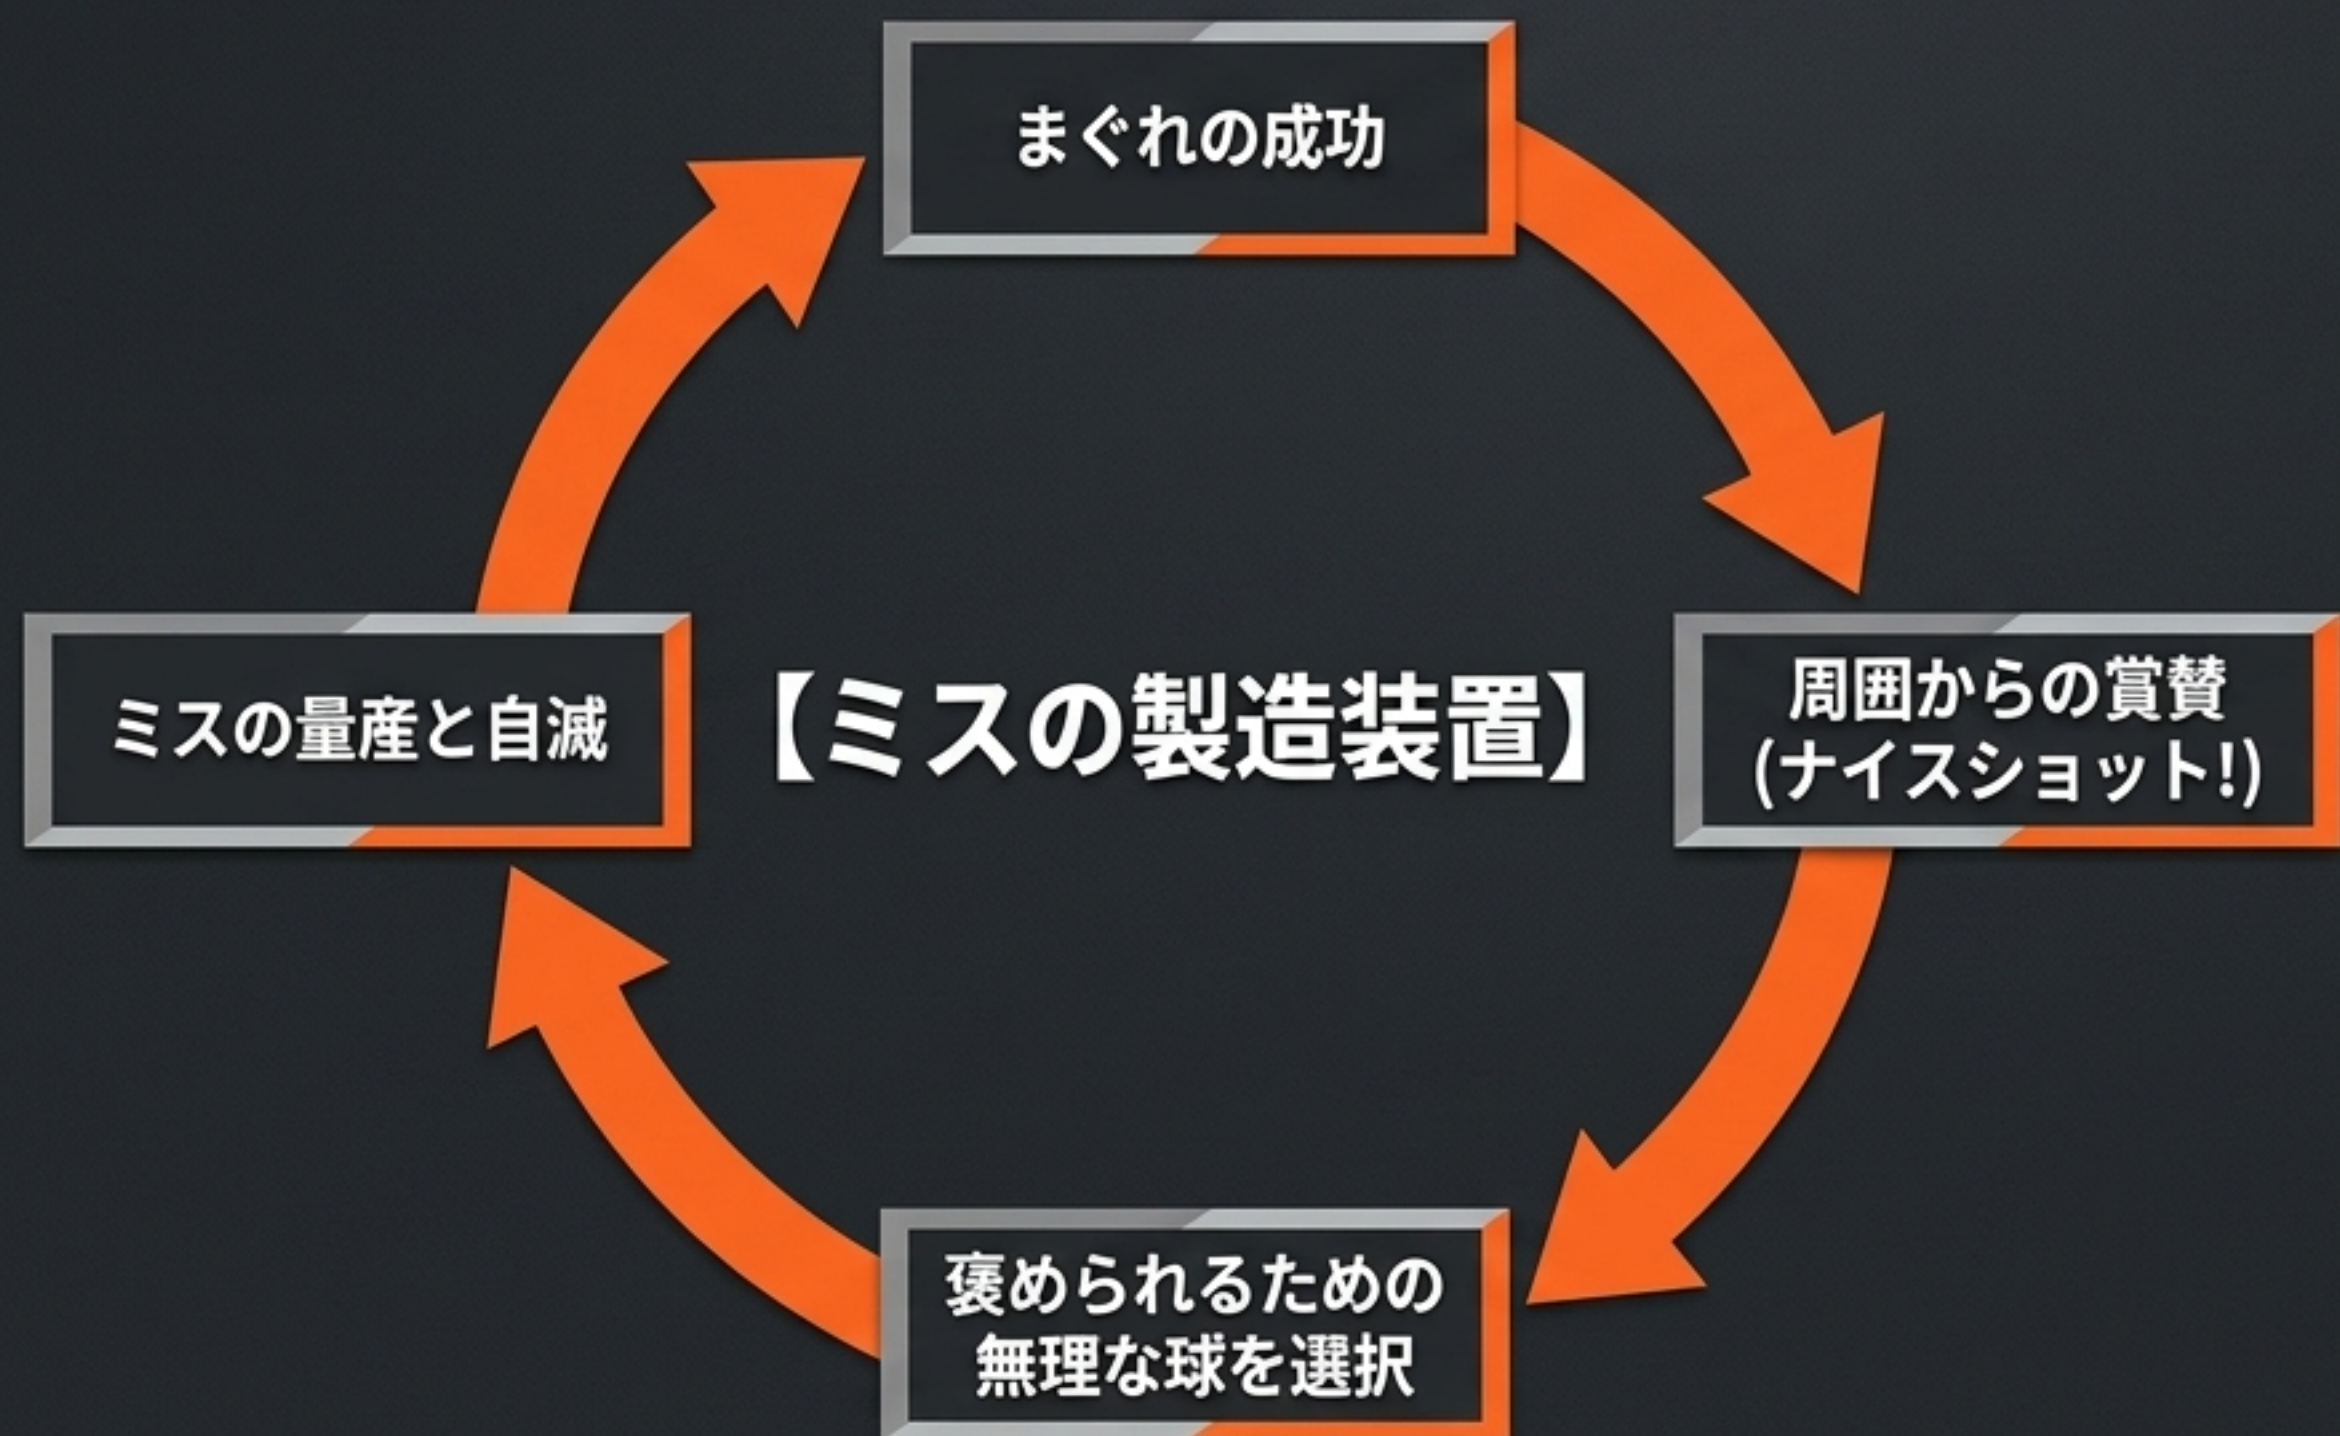 まぐれの成功
ミスの量産と自滅
【ミスの製造装置】
周囲からの賞賛
(ナイスショット!)
褒められるための
無理な球を選択